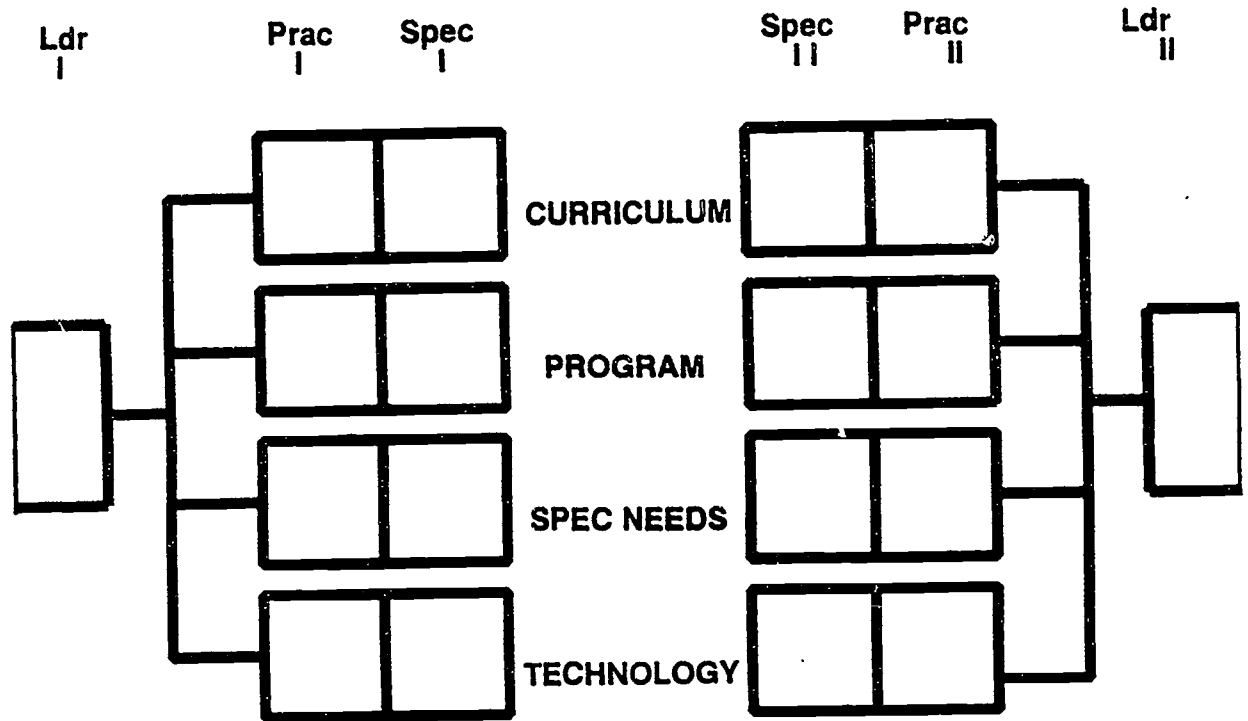 Ldr Prac Spec Spec Prac Ldr
I I I II II II
CURRICULUM
PROGRAM
SPEC NEEDS
TECHNOLOGY